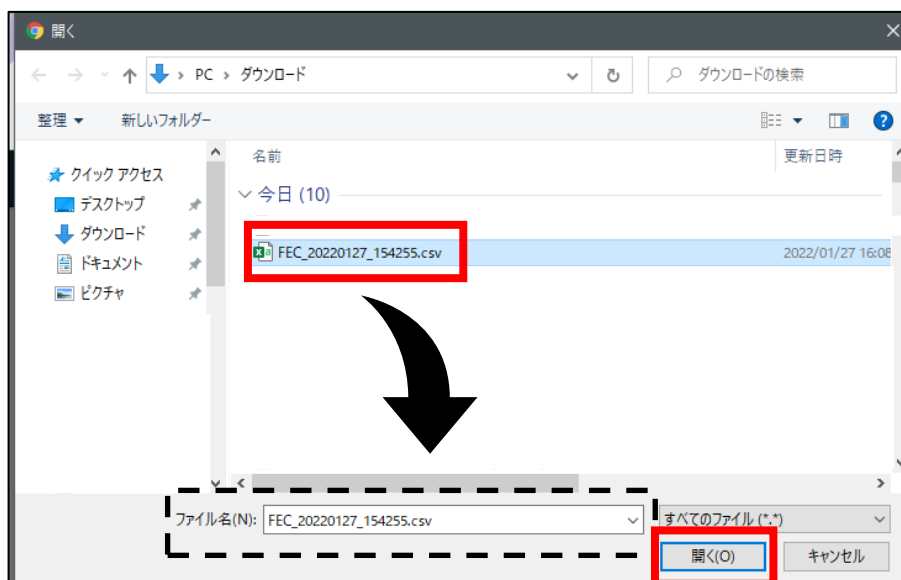 開く
PC › ダウンロード
ダウンロードの検索
整理
新しいフォルダー
名前
更新日時
クイック アクセス
今日 (10)
デスクトップ
ダウンロード
FEC_20220127_154255.csv
2022/01/27 16:08
ドキュメント
ピクチャ
ファイル名(N):
FEC_20220127_154255.csv
すべてのファイル (*.*)
開く(O)
キャンセル